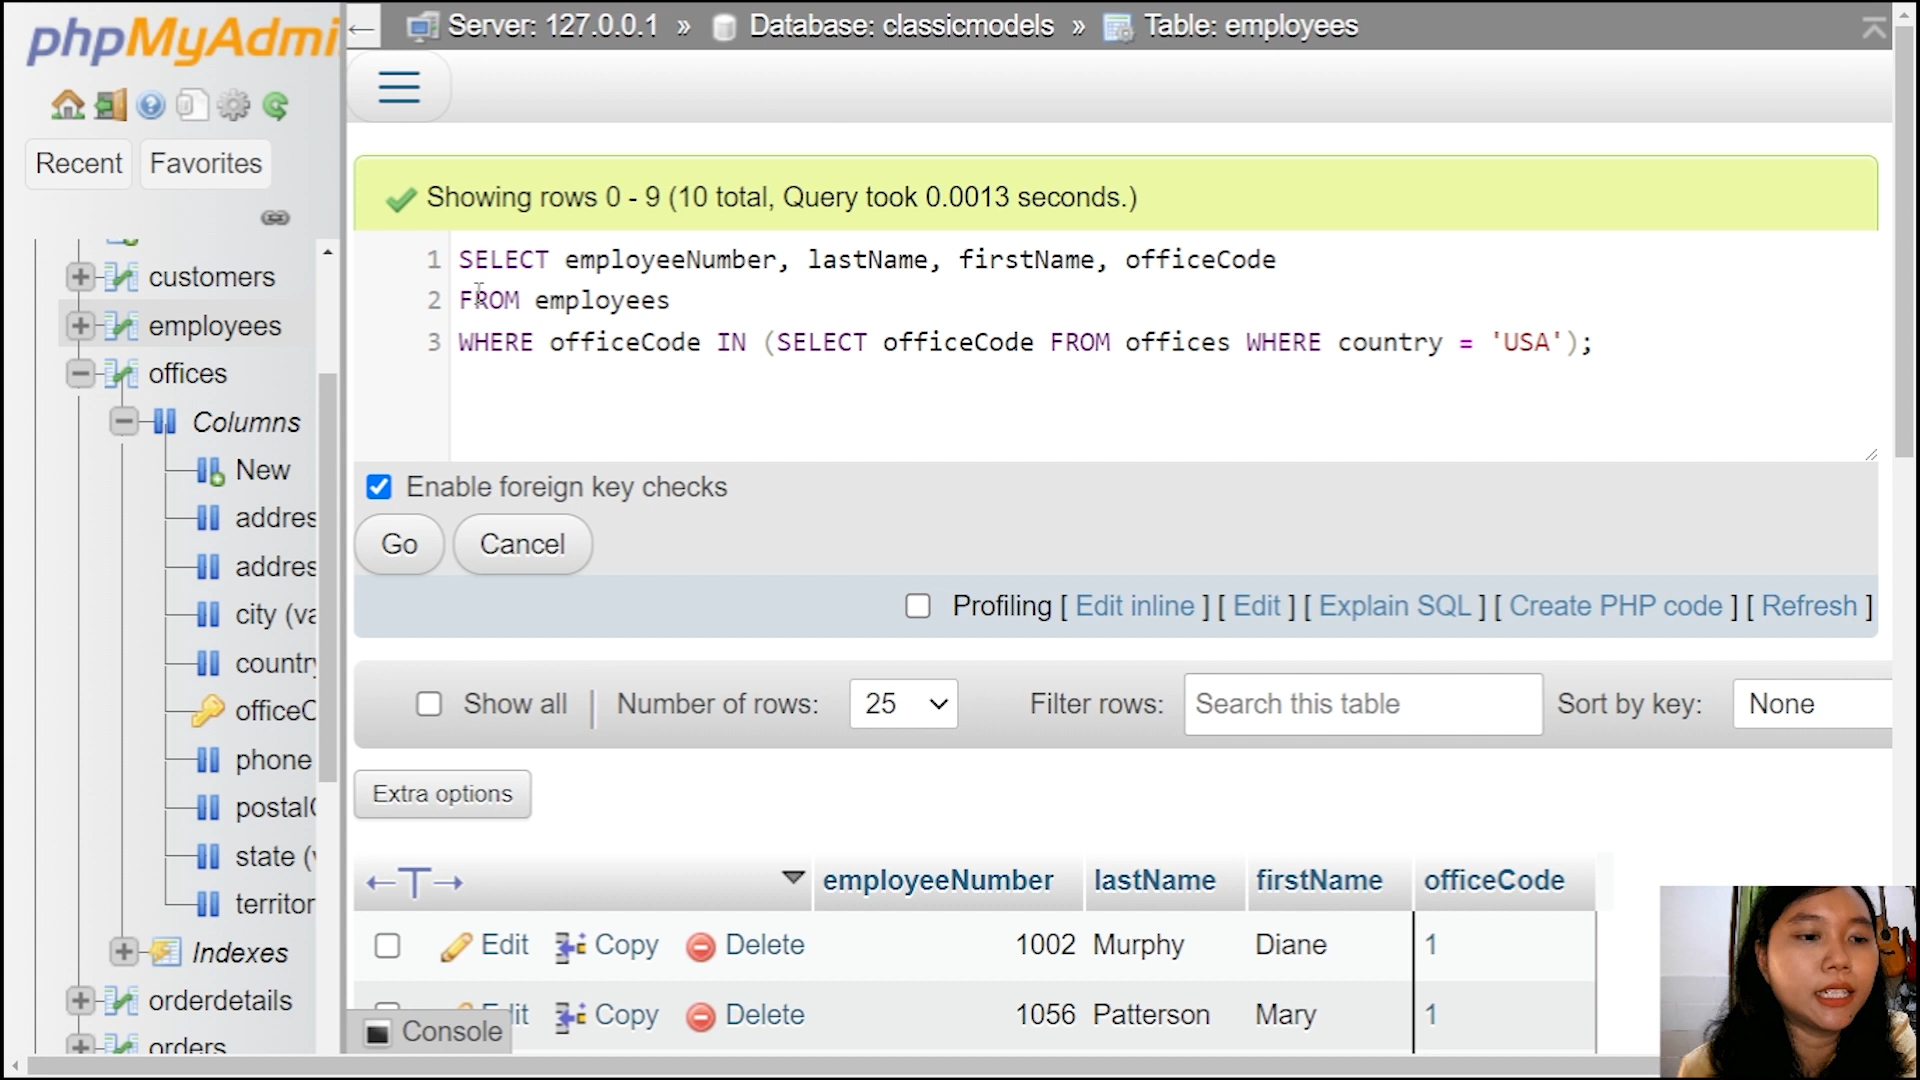 phpMyAdmi
Server: 127.0.0.1 » Database: classicmodels » Table: employees
Recent Favorites
customers
employees
offices
Columns
New
addres
addres
city (va
country
officeC
phone
postalC
state (v
territor
Indexes
orderdetails
orders
Showing rows 0 - 9 (10 total, Query took 0.0013 seconds.)
1 SELECT employeeNumber, lastName, firstName, officeCode
2 FROM employees
3 WHERE officeCode IN (SELECT officeCode FROM offices WHERE country = 'USA');
Enable foreign key checks
Go Cancel
Profiling [ Edit inline ] [ Edit ] [ Explain SQL ] [ Create PHP code ] [ Refresh ]
Show all | Number of rows: 25 Filter rows: Search this table Sort by key: None
Extra options
←T→ employeeNumber lastName firstName officeCode
Edit Copy Delete 1002 Murphy Diane 1
Edit Copy Delete 1056 Patterson Mary 1
Console